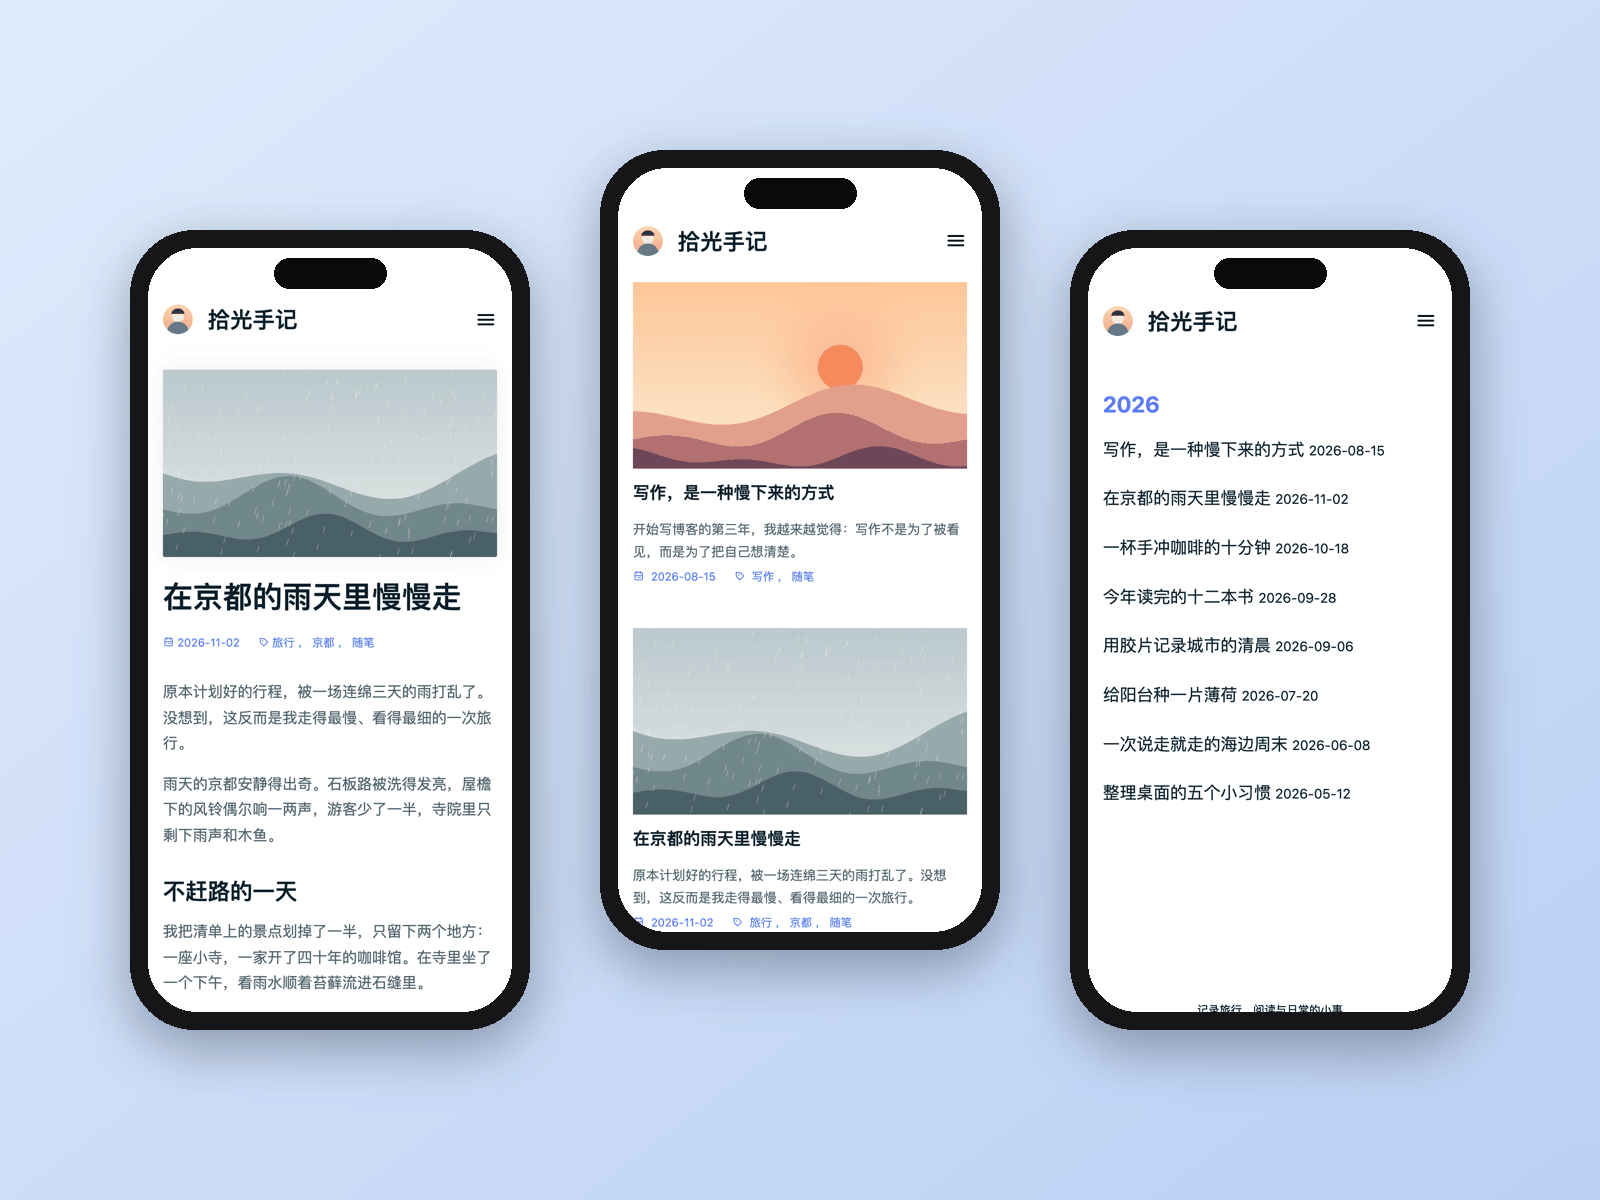 拾光手记
在京都的雨天里慢慢走
2026-11-02 旅行， 京都， 随笔
原本计划好的行程，被一场连绵三天的雨打乱了。
没想到，这反而是我走得最慢、看得最细的一次旅
行。
雨天的京都安静得出奇。石板路被洗得发亮，屋檐
下的风铃偶尔响一两声，游客少了一半，寺院里只
剩下雨声和木鱼。
不赶路的一天
我把清单上的景点划掉了一半，只留下两个地方：
一座小寺，一家开了四十年的咖啡馆。在寺里坐了
一个下午，看雨水顺着苔藓流进石缝里。
拾光手记
写作，是一种慢下来的方式
开始写博客的第三年，我越来越觉得：写作不是为了被看
见，而是为了把自己想清楚。
2026-08-15 写作， 随笔
在京都的雨天里慢慢走
原本计划好的行程，被一场连绵三天的雨打乱了。没想
到，这反而是我走得最慢、看得最细的一次旅行。
2026-11-02 旅行， 京都， 随笔
拾光手记
2026
写作，是一种慢下来的方式 2026-08-15
在京都的雨天里慢慢走 2026-11-02
一杯手冲咖啡的十分钟 2026-10-18
今年读完的十二本书 2026-09-28
用胶片记录城市的清晨 2026-09-06
给阳台种一片薄荷 2026-07-20
一次说走就走的海边周末 2026-06-08
整理桌面的五个小习惯 2026-05-12
记录旅行、阅读与日常的小事